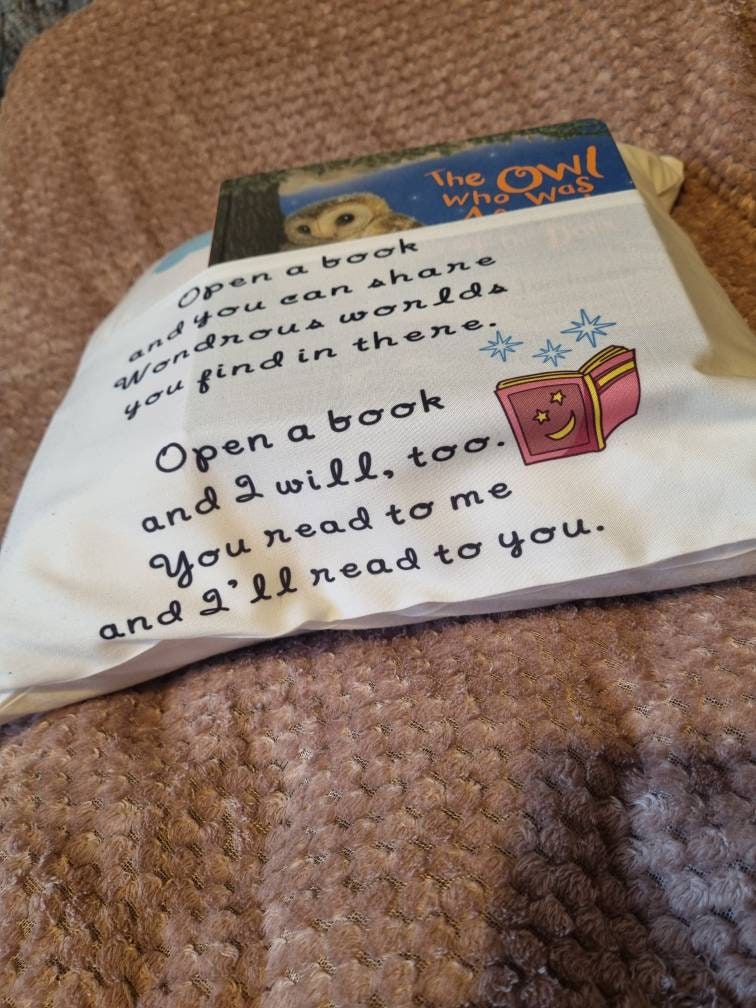 The Owl
who was
Open a book
and you can share
Wondrous worlds
you find in there.
Open a book
and I will, too.
You read to me
and I'll read to you.